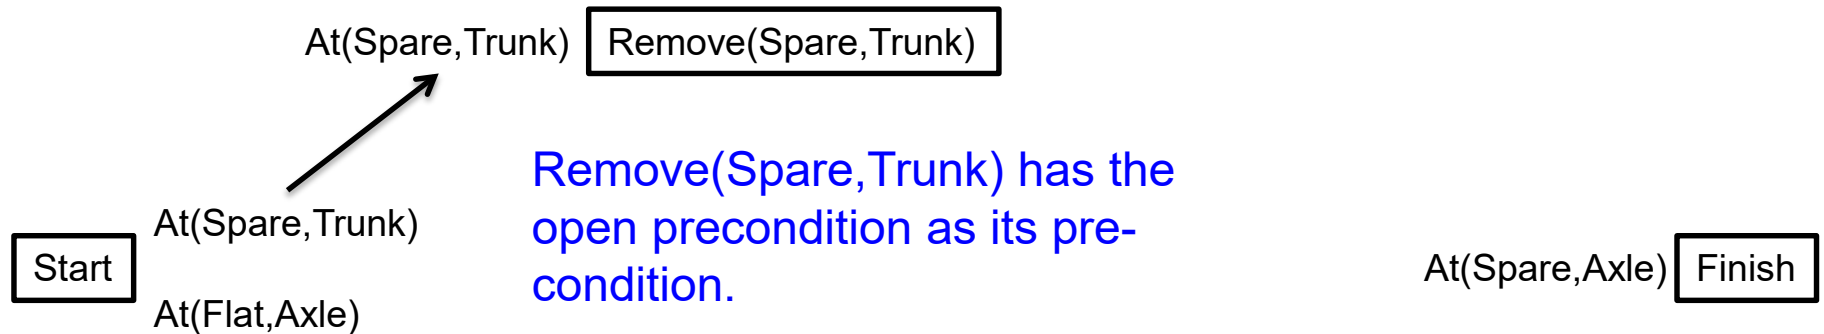 At(Spare,Trunk) Remove(Spare,Trunk)
Remove(Spare,Trunk) has the
open precondition as its pre-
condition.
At(Spare,Trunk)
Start
At(Flat,Axle)
At(Spare,Axle) Finish